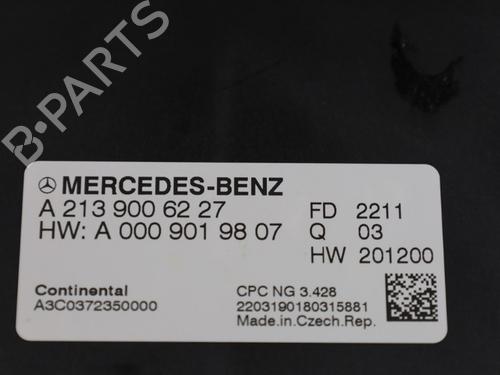 B-PARTS
MERCEDES-BENZ
A 213 900 62 27
HW: A 000 901 98 07
FD 2211
Q 03
HW 201200
Continental
A3C0372350000
CPC NG 3.428
2203190180315881
Made.in.Czech.Rep.